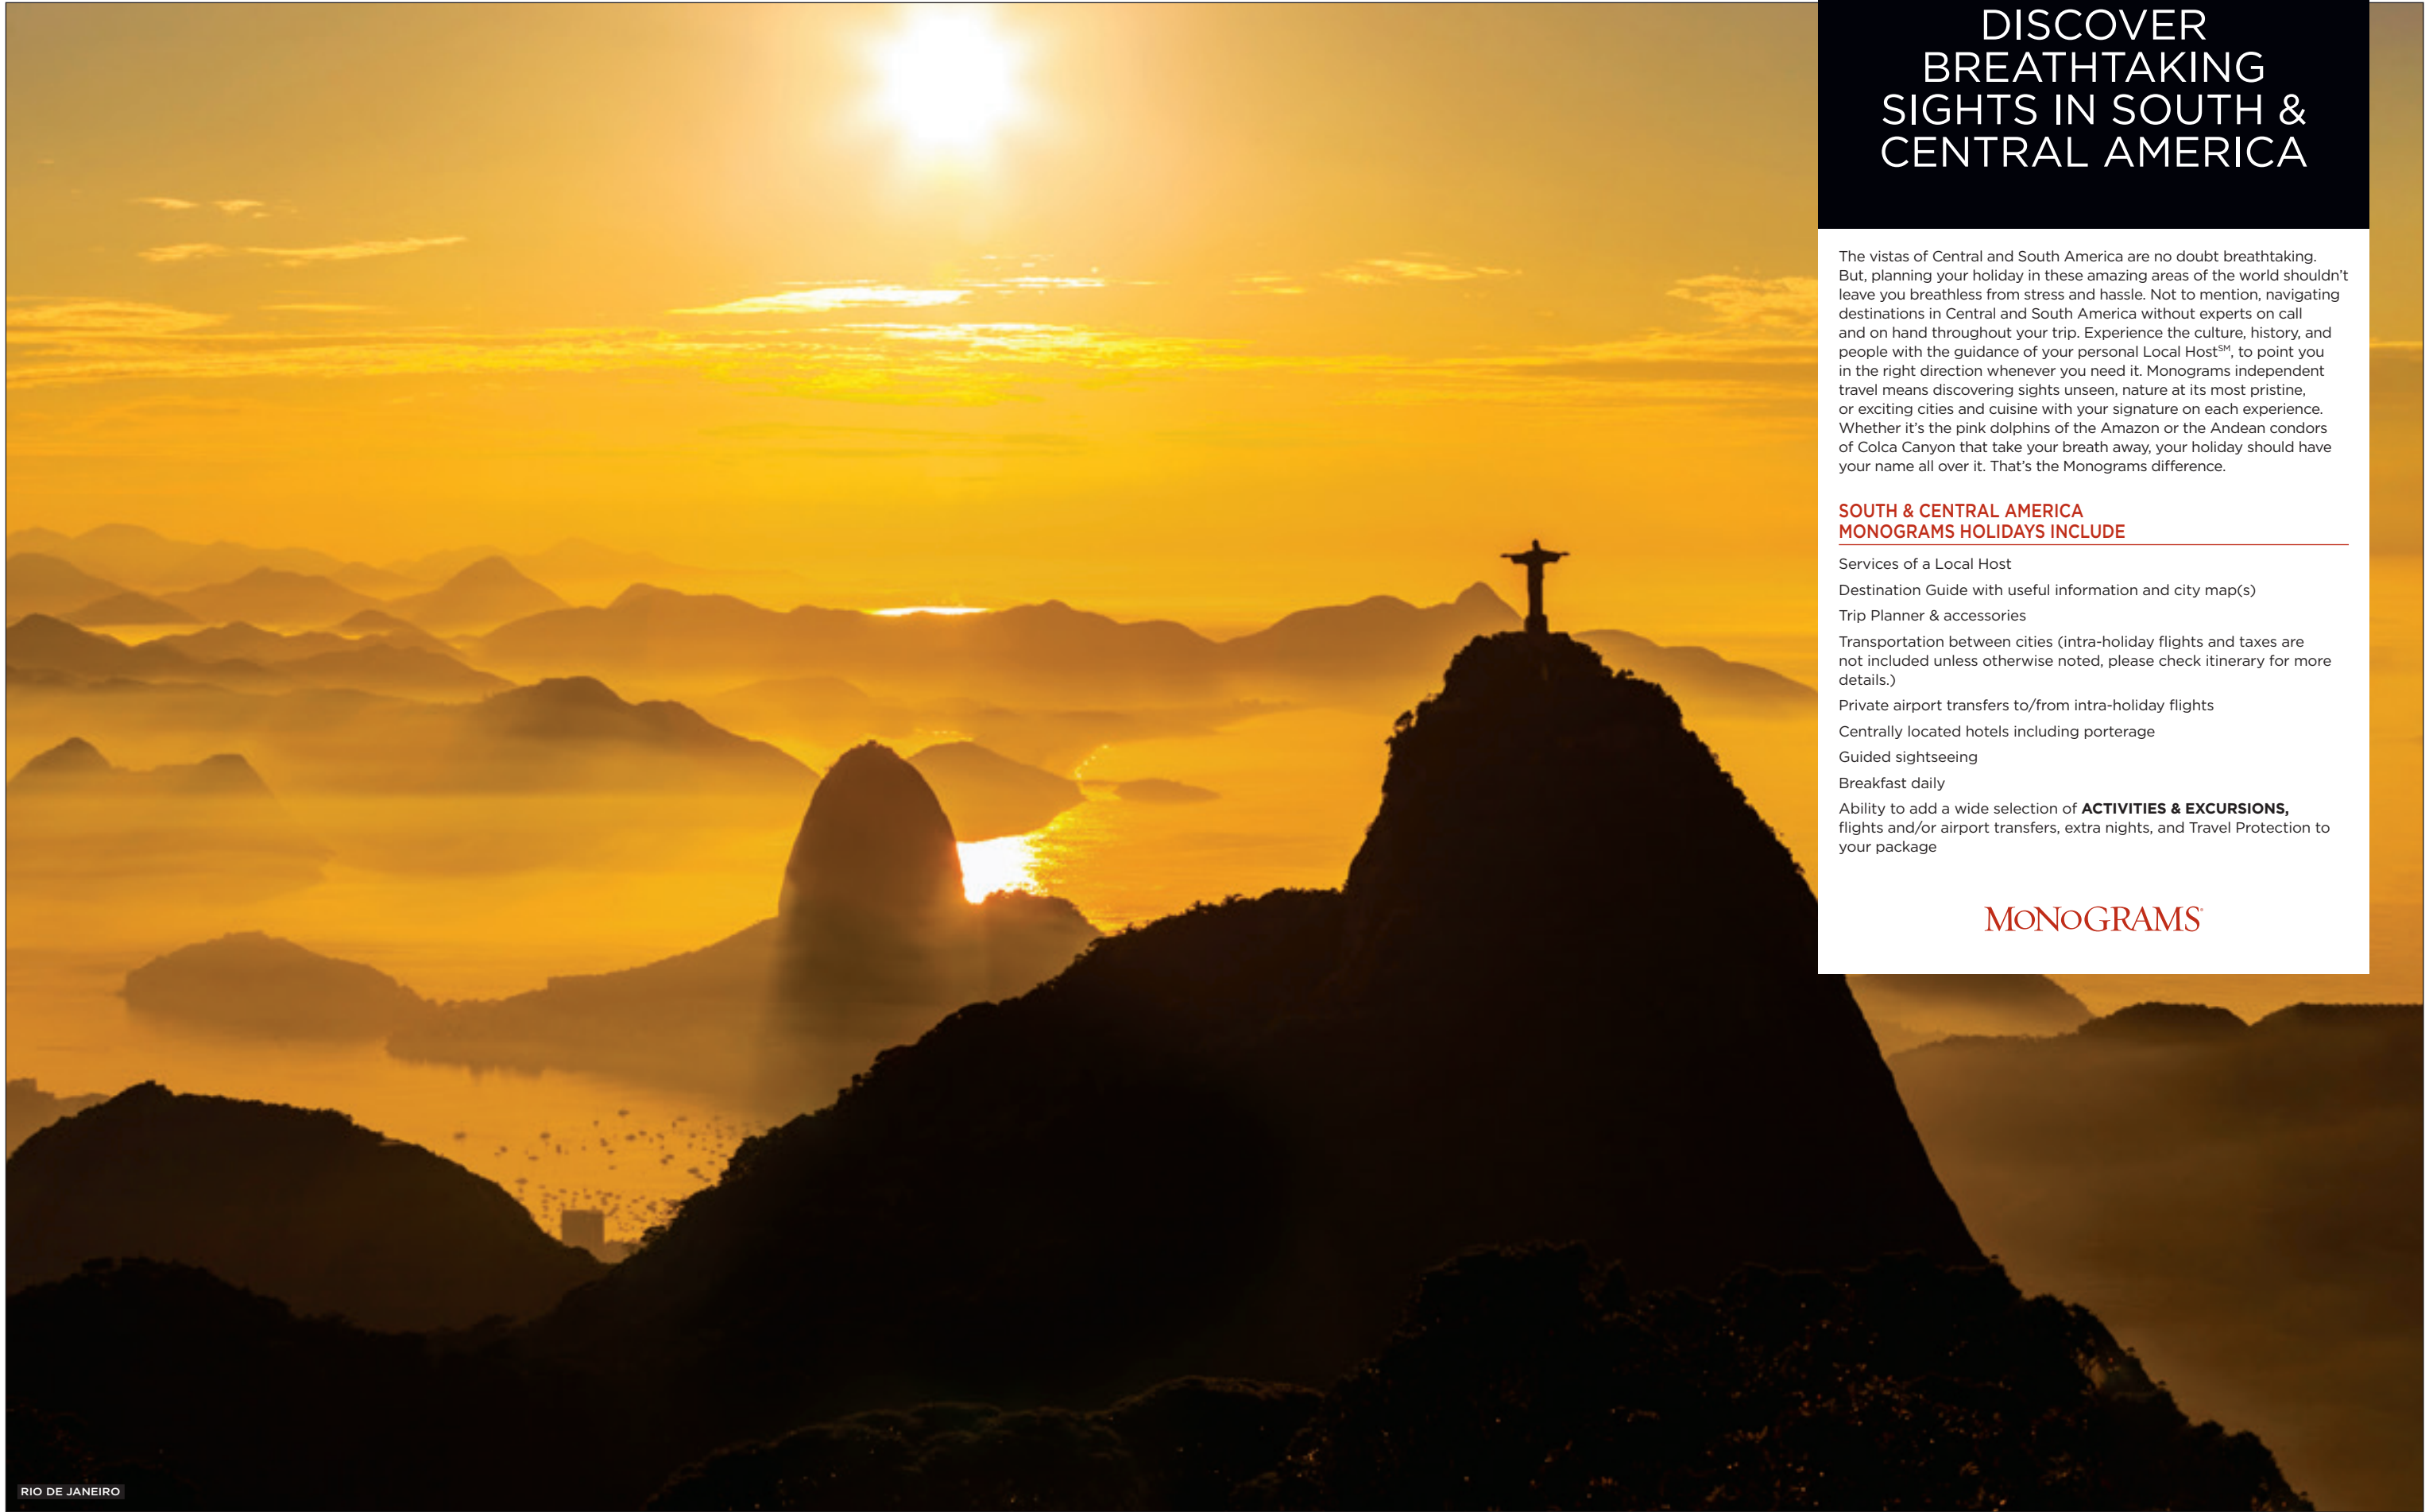 DISCOVER
BREATHTAKING
SIGHTS IN SOUTH &
CENTRAL AMERICA
The vistas of Central and South America are no doubt breathtaking.
But, planning your holiday in these amazing areas of the world shouldn't
leave you breathless from stress and hassle. Not to mention, navigating
destinations in Central and South America without experts on call
and on hand throughout your trip. Experience the culture, history, and
people with the guidance of your personal Local Host℠, to point you
in the right direction whenever you need it. Monograms independent
travel means discovering sights unseen, nature at its most pristine,
or exciting cities and cuisine with your signature on each experience.
Whether it's the pink dolphins of the Amazon or the Andean condors
of Colca Canyon that take your breath away, your holiday should have
your name all over it. That's the Monograms difference.
SOUTH & CENTRAL AMERICA
MONOGRAMS HOLIDAYS INCLUDE
Services of a Local Host
Destination Guide with useful information and city map(s)
Trip Planner & accessories
Transportation between cities (intra-holiday flights and taxes are
not included unless otherwise noted, please check itinerary for more
details.)
Private airport transfers to/from intra-holiday flights
Centrally located hotels including porterage
Guided sightseeing
Breakfast daily
Ability to add a wide selection of ACTIVITIES & EXCURSIONS,
flights and/or airport transfers, extra nights, and Travel Protection to
your package
MONOGRAMS®
RIO DE JANEIRO